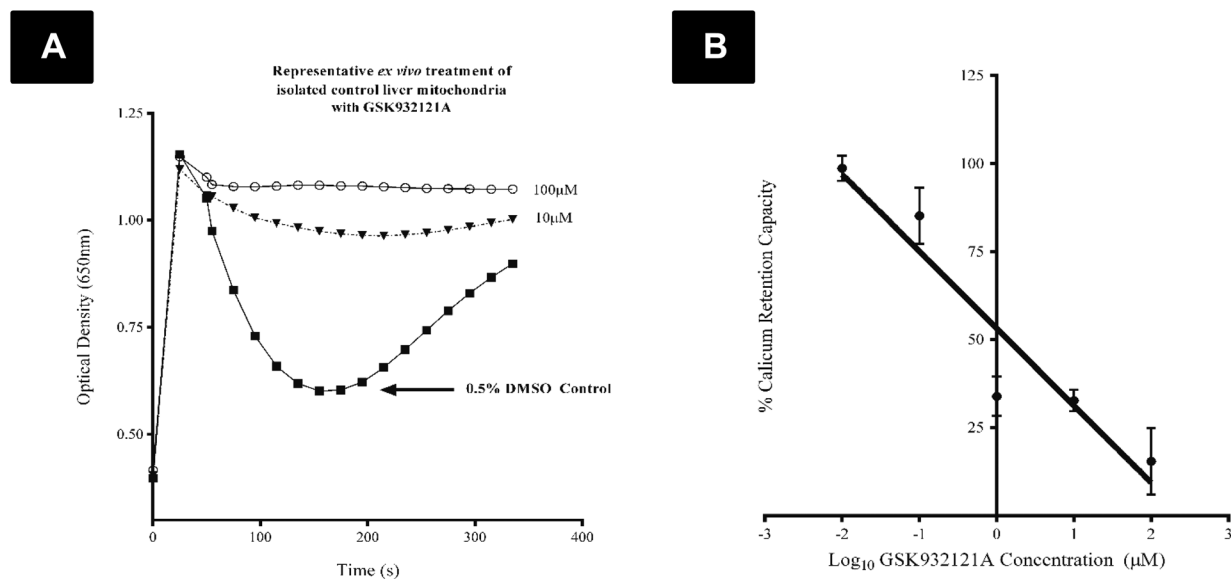 A
Representative ex vivo treatment of
isolated control liver mitochondria
with GSK932121A
1.25
1.00
0.75
0.50
Optical Density (650nm)
100μM
10μM
0.5% DMSO Control
0
100
200
300
400
Time (s)
B
125
100
75
50
25
% Calicum Retention Capacity
-3
-2
-1
0
1
2
3
Log10 GSK932121A Concentration (μM)